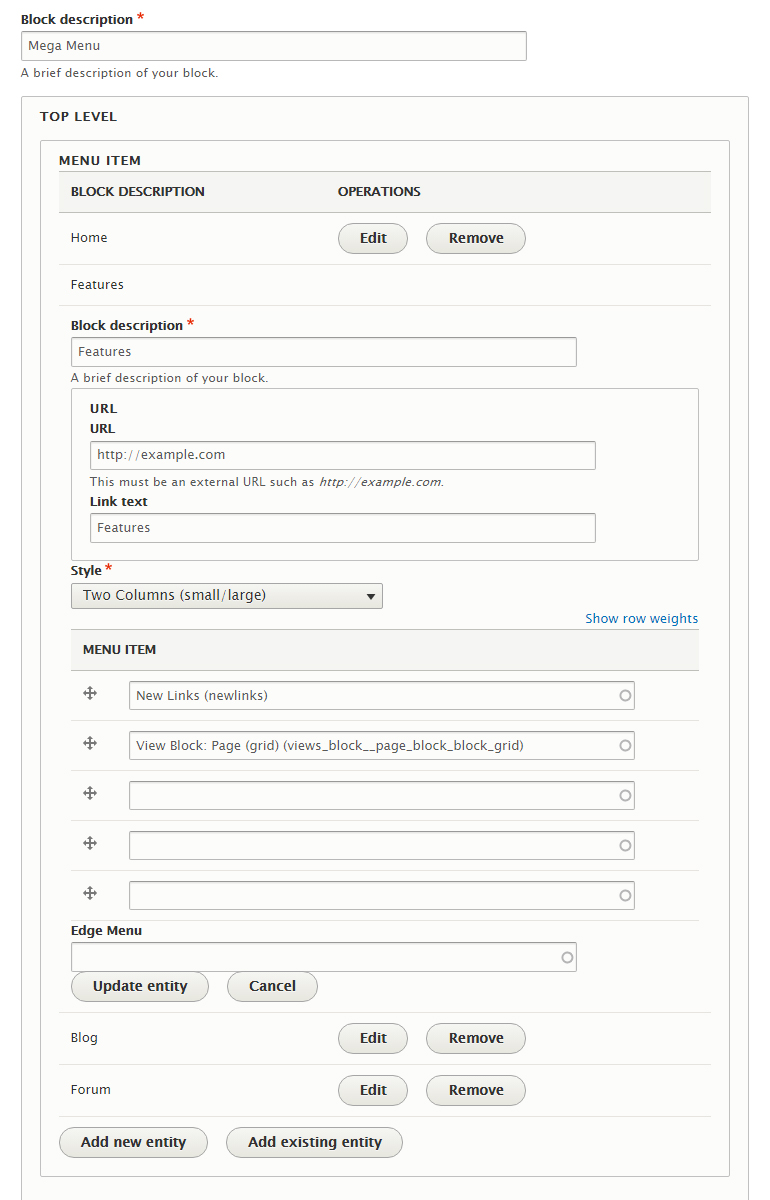 Block description *
Mega Menu
A brief description of your block.
TOP LEVEL
MENU ITEM
BLOCK DESCRIPTION OPERATIONS
Home Edit Remove
Features
Block description *
Features
A brief description of your block.
URL
URL
http://example.com
This must be an external URL such as http://example.com.
Link text
Features
Style *
Two Columns (small/large)
Show row weights
MENU ITEM
New Links (newlinks)
View Block: Page (grid) (views_block__page_block_block_grid)
Edge Menu
Update entity Cancel
Blog Edit Remove
Forum Edit Remove
Add new entity Add existing entity